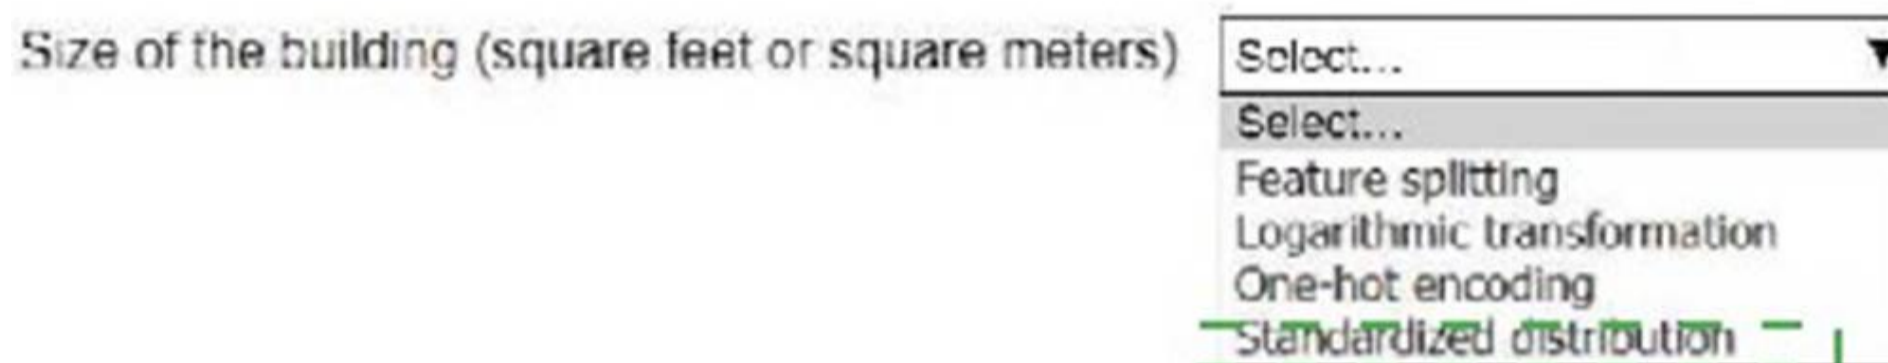 Size of the building (square feet or square meters)
Select...
Select...
Feature splitting
Logarithmic transformation
One-hot encoding
Standardized distribution